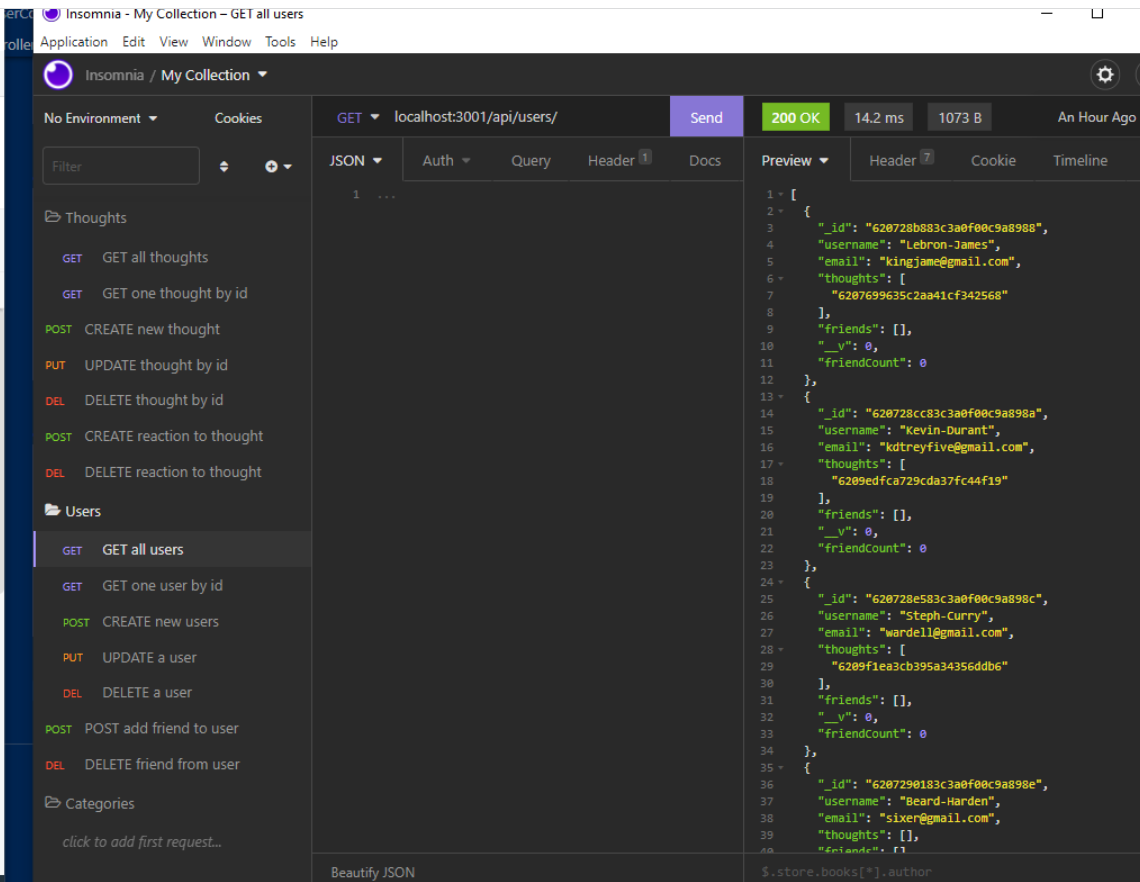 Insomnia - My Collection – GET all users
Application Edit View Window Tools Help
Insomnia / My Collection
No Environment Cookies
Filter
Thoughts
GET GET all thoughts
GET GET one thought by id
POST CREATE new thought
PUT UPDATE thought by id
DEL DELETE thought by id
POST CREATE reaction to thought
DEL DELETE reaction to thought
Users
GET GET all users
GET GET one user by id
POST CREATE new users
PUT UPDATE a user
DEL DELETE a user
POST POST add friend to user
DEL DELETE friend from user
Categories
click to add first request...
GET localhost:3001/api/users/ Send
JSON Auth Query Header 1 Docs
1 ...
Beautify JSON
200 OK 14.2 ms 1073 B An Hour Ago
Preview Header 7 Cookie Timeline
1 [
2 {
3 "_id": "620728b883c3a0f00c9a8988",
4 "username": "Lebron-James",
5 "email": "kingjame@gmail.com",
6 "thoughts": [
7 "6207699635c2aa41cf342568"
8 ],
9 "friends": [],
10 "__v": 0,
11 "friendCount": 0
12 },
13 {
14 "_id": "620728cc83c3a0f00c9a898a",
15 "username": "Kevin-Durant",
16 "email": "kdtreyfive@gmail.com",
17 "thoughts": [
18 "6209edfca729cda37fc44f19"
19 ],
20 "friends": [],
21 "__v": 0,
22 "friendCount": 0
23 },
24 {
25 "_id": "620728e583c3a0f00c9a898c",
26 "username": "Steph-Curry",
27 "email": "wardell@gmail.com",
28 "thoughts": [
29 "6209f1ea3cb395a34356ddb6"
30 ],
31 "friends": [],
32 "__v": 0,
33 "friendCount": 0
34 },
35 {
36 "_id": "6207290183c3a0f00c9a898e",
37 "username": "Beard-Harden",
38 "email": "sixer@gmail.com",
39 "thoughts": [],
40 "friends": []
$.store.books[*].author